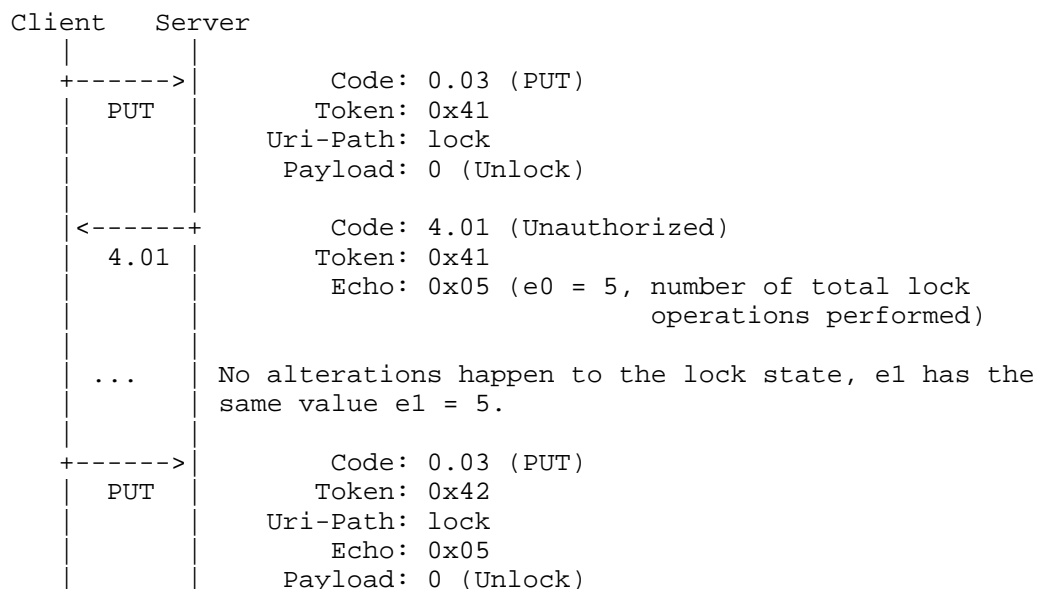 Client   Server
   |        |
   +------>|        Code: 0.03 (PUT)
   |  PUT  |       Token: 0x41
   |       |    Uri-Path: lock
   |       |     Payload: 0 (Unlock)
   |       |
   |<------+        Code: 4.01 (Unauthorized)
   |  4.01 |       Token: 0x41
   |       |        Echo: 0x05 (e0 = 5, number of total lock
   |       |                            operations performed)
   |       |
   | ...   | No alterations happen to the lock state, e1 has the
   |       | same value e1 = 5.
   |       |
   +------>|        Code: 0.03 (PUT)
   |  PUT  |       Token: 0x42
   |       |    Uri-Path: lock
   |       |        Echo: 0x05
   |       |     Payload: 0 (Unlock)